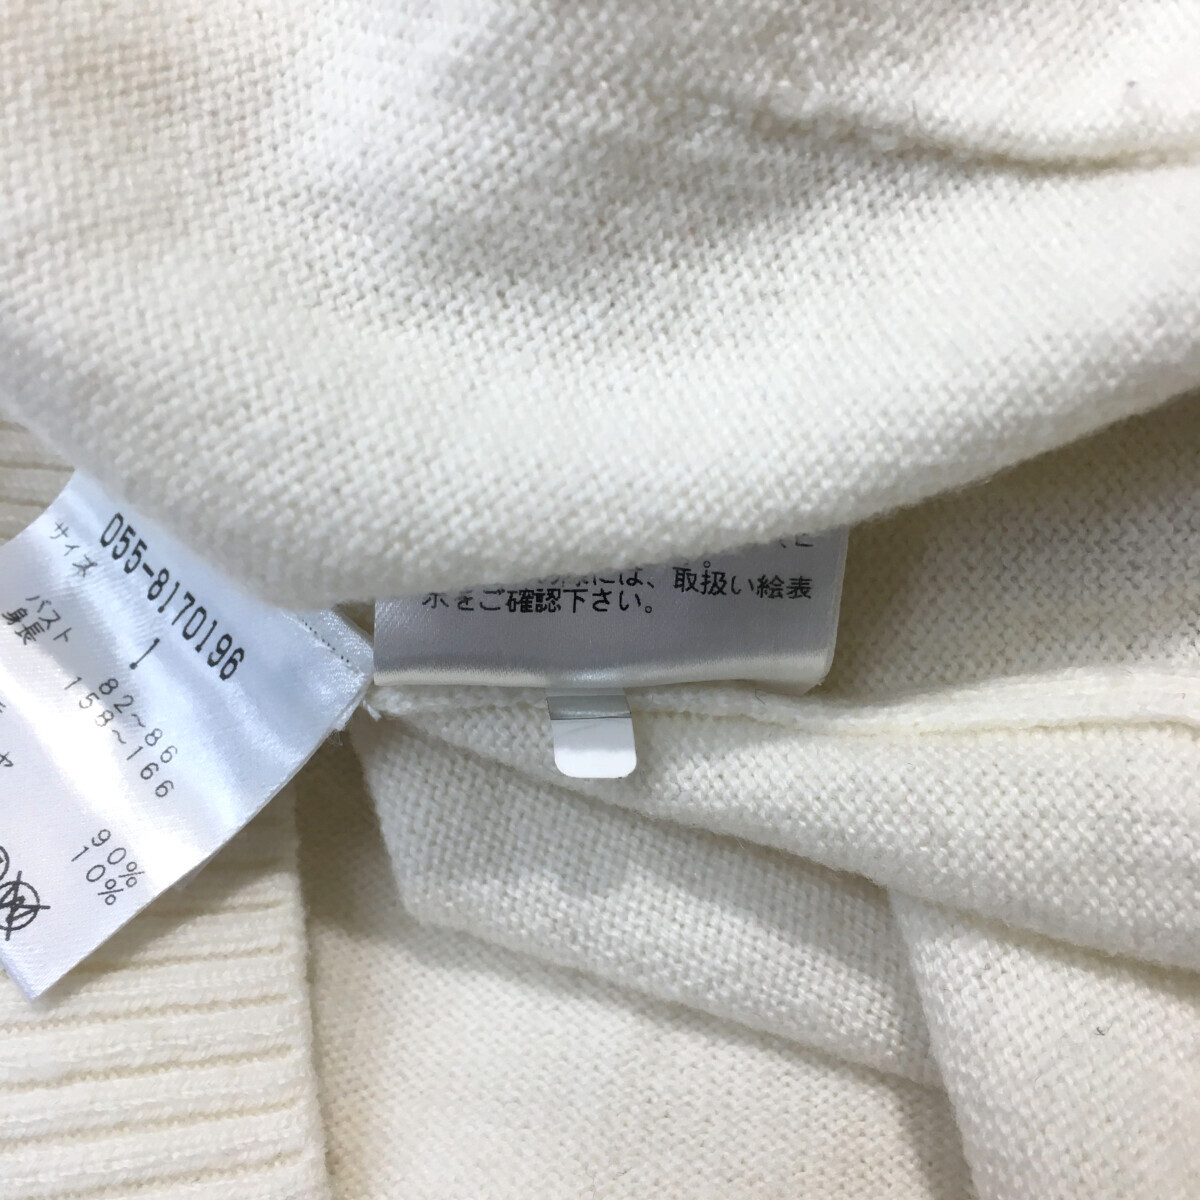 055-8170196
サイズ 1
バスト 82~86
身長 158~166
90%
10%
には、取扱い絵表
示をご確認下さい。